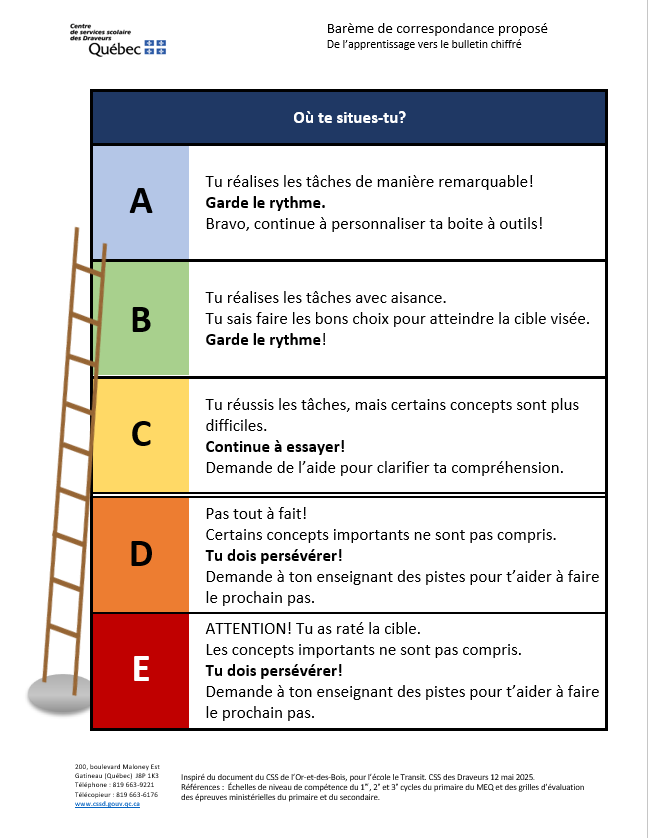 Centre
de services scolaire
des Draveurs
Québec
Barème de correspondance proposé
De l’apprentissage vers le bulletin chiffré
Où te situes-tu?
A
Tu réalises les tâches de manière remarquable!
Garde le rythme.
Bravo, continue à personnaliser ta boite à outils!
B
Tu réalises les tâches avec aisance.
Tu sais faire les bons choix pour atteindre la cible visée.
Garde le rythme!
C
Tu réussis les tâches, mais certains concepts sont plus
difficiles.
Continue à essayer!
Demande de l’aide pour clarifier ta compréhension.
D
Pas tout à fait!
Certains concepts importants ne sont pas compris.
Tu dois persévérer!
Demande à ton enseignant des pistes pour t’aider à faire
le prochain pas.
E
ATTENTION! Tu as raté la cible.
Les concepts importants ne sont pas compris.
Tu dois persévérer!
Demande à ton enseignant des pistes pour t’aider à faire
le prochain pas.
200, boulevard Maloney Est
Gatineau (Québec) J8P 1K3
Téléphone : 819 663-9221
Télécopieur : 819 663-6176
www.cssd.gouv.qc.ca
Inspiré du document du CSS de l’Or-et-des-Bois, pour l’école le Transit. CSS des Draveurs 12 mai 2025.
Références : Échelles de niveau de compétence du 1er, 2e et 3e cycles du primaire du MEQ et des grilles d’évaluation
des épreuves ministérielles du primaire et du secondaire.